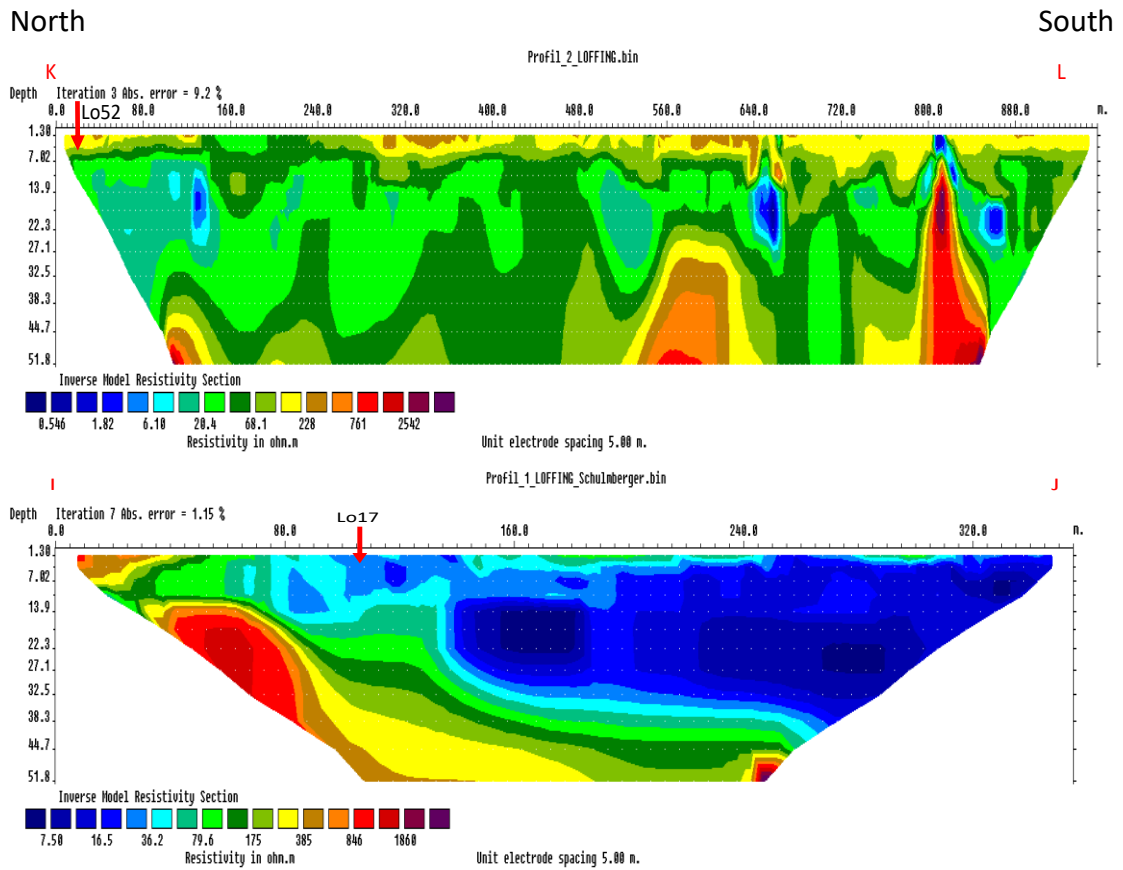 North South
Profil_2_LOFFING.bin
K L
Depth Iteration 3 Abs. error = 9.2 %
0.0 80.0 160.0 240.0 320.0 400.0 480.0 560.0 640.0 720.0 800.0 880.0 m.
Lo52
1.30
7.02
13.9
22.3
27.1
32.5
38.3
44.7
51.8
Inverse Model Resistivity Section
0.546 1.82 6.10 20.4 68.1 228 761 2542
Resistivity in ohm.m Unit electrode spacing 5.00 m.
Profil_1_LOFFING_Schulmberger.bin
I J
Depth Iteration 7 Abs. error = 1.15 %
Lo17
0.0 80.0 160.0 240.0 320.0 m.
1.30
7.02
13.9
22.3
27.1
32.5
38.3
44.7
51.8
Inverse Model Resistivity Section
7.50 16.5 36.2 79.6 175 385 846 1860
Resistivity in ohm.m Unit electrode spacing 5.00 m.